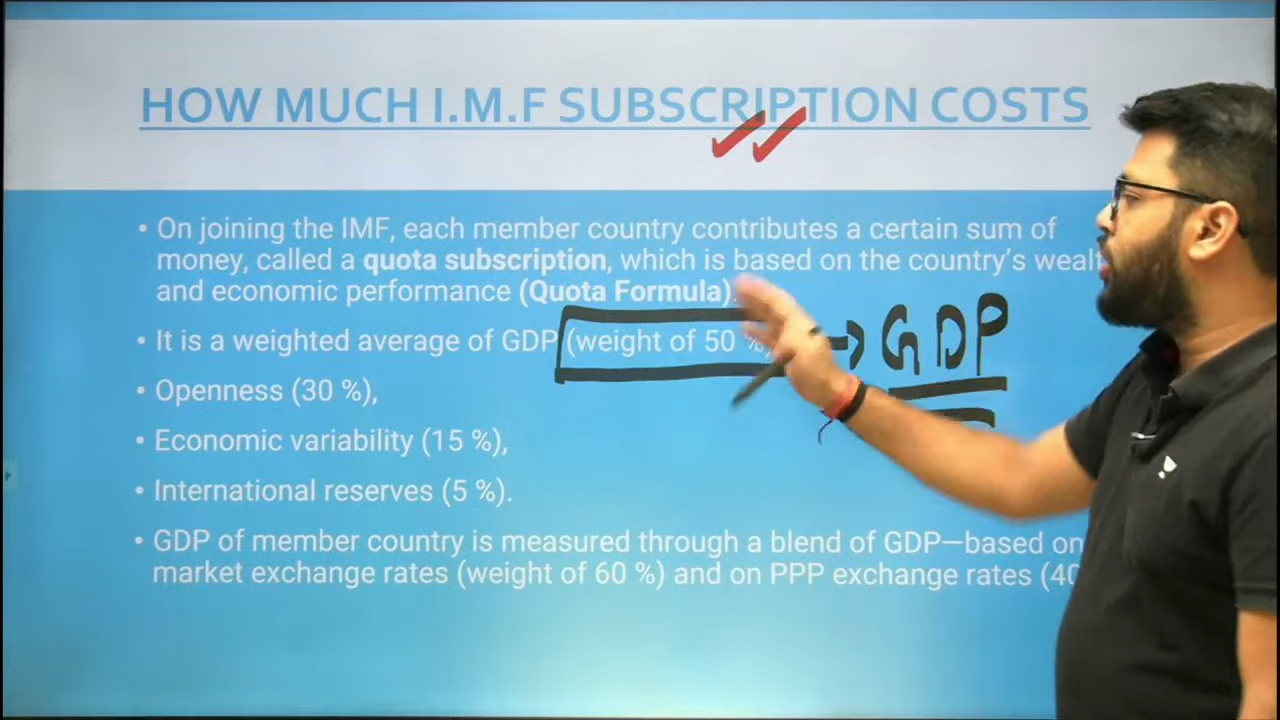 HOW MUCH I.M.F SUBSCRIPTION COSTS
• On joining the IMF, each member country contributes a certain sum of
money, called a quota subscription, which is based on the country's
and economic performance (Quota Formula)
• It is a weighted average of GDP (weight of 50 %) → GDP
• Openness (30 %),
• Economic variability (15 %),
• International reserves (5 %).
• GDP of member country is measured through a blend of GDP—based on
market exchange rates (weight of 60 %) and on PPP exchange rates (40